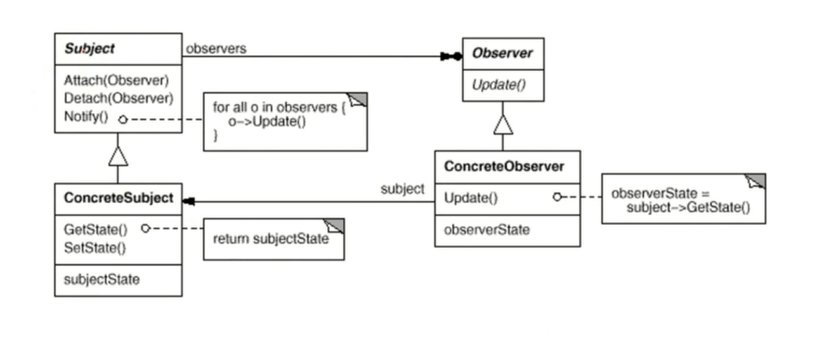 Subject
observers
Observer
Attach(Observer)
Detach(Observer)
Notify()
Update()
for all o in observers {
o->Update()
}
ConcreteSubject
GetState()
SetState()
subjectState
return subjectState
subject
ConcreteObserver
Update()
observerState
observerState =
subject->GetState()